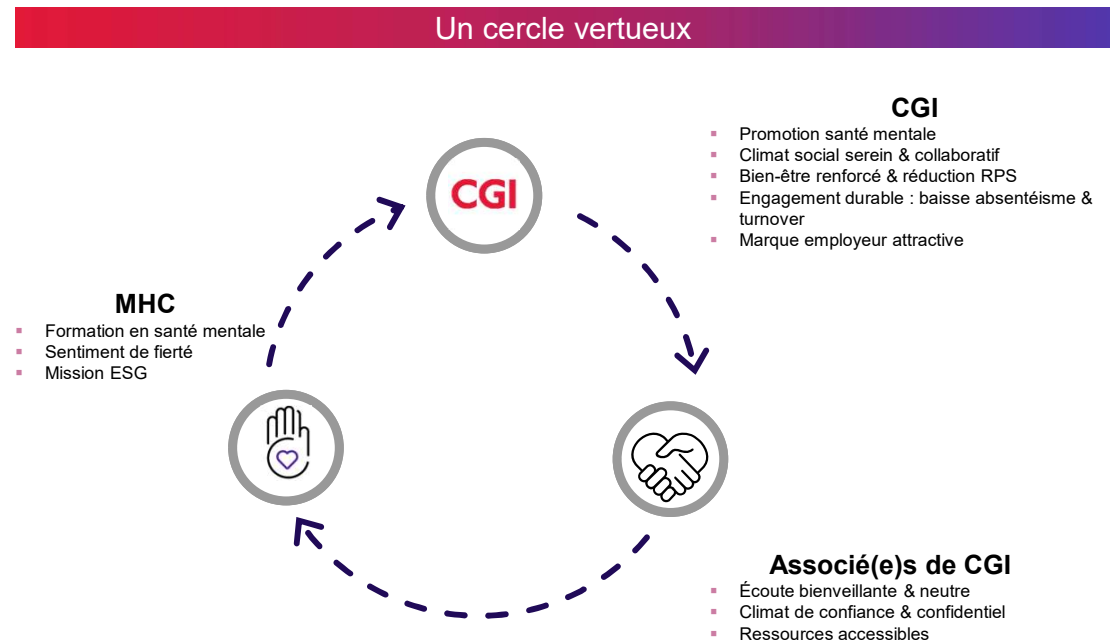 Un cercle vertueux
CGI
▪ Promotion santé mentale
▪ Climat social serein & collaboratif
▪ Bien-être renforcé & réduction RPS
▪ Engagement durable : baisse absentéisme &
turnover
▪ Marque employeur attractive
CGI
MHC
▪ Formation en santé mentale
▪ Sentiment de fierté
▪ Mission ESG
Associé(e)s de CGI
▪ Écoute bienveillante & neutre
▪ Climat de confiance & confidentiel
▪ Ressources accessibles